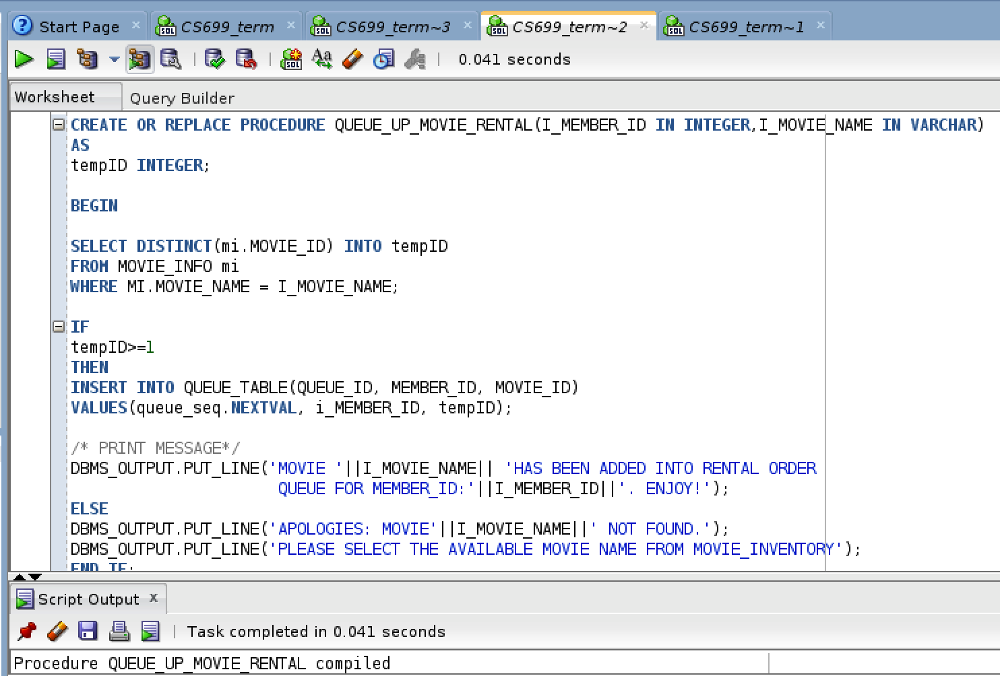 Start Page
CS699_term
CS699_term~3
CS699_term~2
CS699_term~1
0.041 seconds
Worksheet Query Builder
CREATE OR REPLACE PROCEDURE QUEUE_UP_MOVIE_RENTAL(I_MEMBER_ID IN INTEGER,I_MOVIE_NAME IN VARCHAR)
AS
tempID INTEGER;
BEGIN
SELECT DISTINCT(mi.MOVIE_ID) INTO tempID
FROM MOVIE_INFO mi
WHERE MI.MOVIE_NAME = I_MOVIE_NAME;
IF
tempID>=1
THEN
INSERT INTO QUEUE_TABLE(QUEUE_ID, MEMBER_ID, MOVIE_ID)
VALUES(queue_seq.NEXTVAL, i_MEMBER_ID, tempID);
/* PRINT MESSAGE*/
DBMS_OUTPUT.PUT_LINE('MOVIE '||I_MOVIE_NAME|| 'HAS BEEN ADDED INTO RENTAL ORDER
QUEUE FOR MEMBER_ID:'||I_MEMBER_ID||'. ENJOY!');
ELSE
DBMS_OUTPUT.PUT_LINE('APOLOGIES: MOVIE'||I_MOVIE_NAME||' NOT FOUND.');
DBMS_OUTPUT.PUT_LINE('PLEASE SELECT THE AVAILABLE MOVIE NAME FROM MOVIE_INVENTORY');
END IF;
Script Output
Task completed in 0.041 seconds
Procedure QUEUE_UP_MOVIE_RENTAL compiled